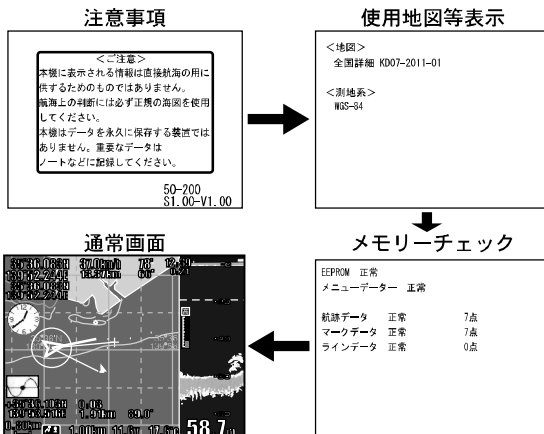 注意事項
<ご注意>
本機に表示される情報は直接航海の用に
供するためのものではありません。
航海上の判断には必ず正規の海図を使用
してください。
本機はデータを永久に保存する装置では
ありません。重要なデータは
ノートなどに記録してください。
50-200
S1.00-V1.00
使用地図等表示
<地図>
全国詳細 KD07-2011-01
<測地系>
WGS-84
通常画面
58.7
メモリーチェック
EEPROM 正常
メニューデーター 正常
航跡データ 正常 7点
マークデータ 正常 7点
ラインデータ 正常 0点